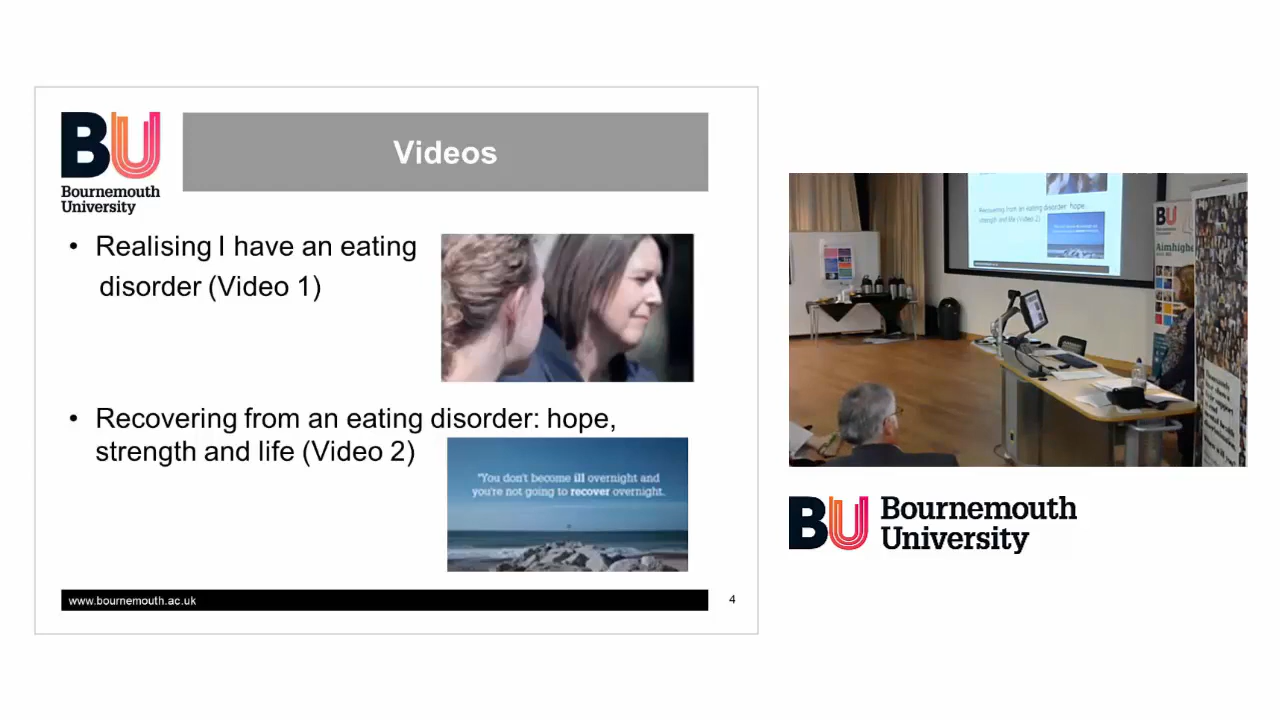 BU
Bournemouth
University
Videos
• Realising I have an eating
disorder (Video 1)
• Recovering from an eating disorder: hope,
strength and life (Video 2)
"You don't become ill overnight and
you're not going to recover overnight.
www.bournemouth.ac.uk
4
Recovering from an eating disorder: hope,
strength and life (Video 2)
BU
Aimhigher
BU
Bournemouth
University